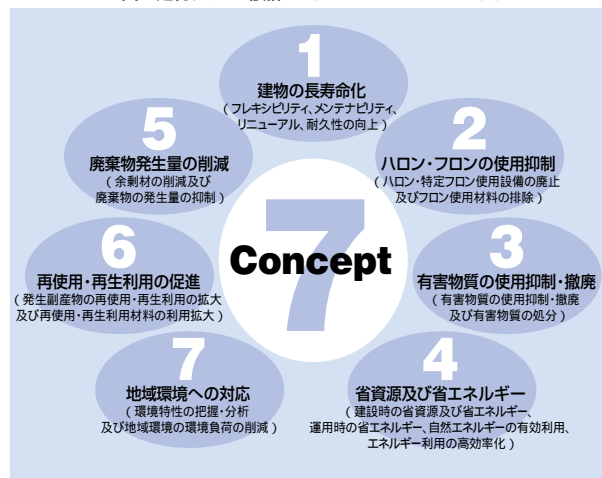 1
建物の長寿命化
（フレキシビリティ、メンテナビリティ、
リニューアル、耐久性の向上）
2
ハロン・フロンの使用抑制
（ハロン・特定フロン使用設備の廃止
及びフロン使用材料の排除）
3
有害物質の使用抑制・撤廃
（有害物質の使用抑制・撤廃
及び有害物質の処分）
4
省資源及び省エネルギー
（建設時の省資源及び省エネルギー、
運用時の省エネルギー、自然エネルギーの有効利用、
エネルギー利用の高効率化）
5
廃棄物発生量の削減
（余剰材の削減及び
廃棄物の発生量の抑制）
6
再使用・再生利用の促進
（発生副産物の再使用・再生利用の拡大
及び再使用・再生利用材料の利用拡大）
7
地域環境への対応
（環境特性の把握・分析
及び地域環境の環境負荷の削減）
7
Concept